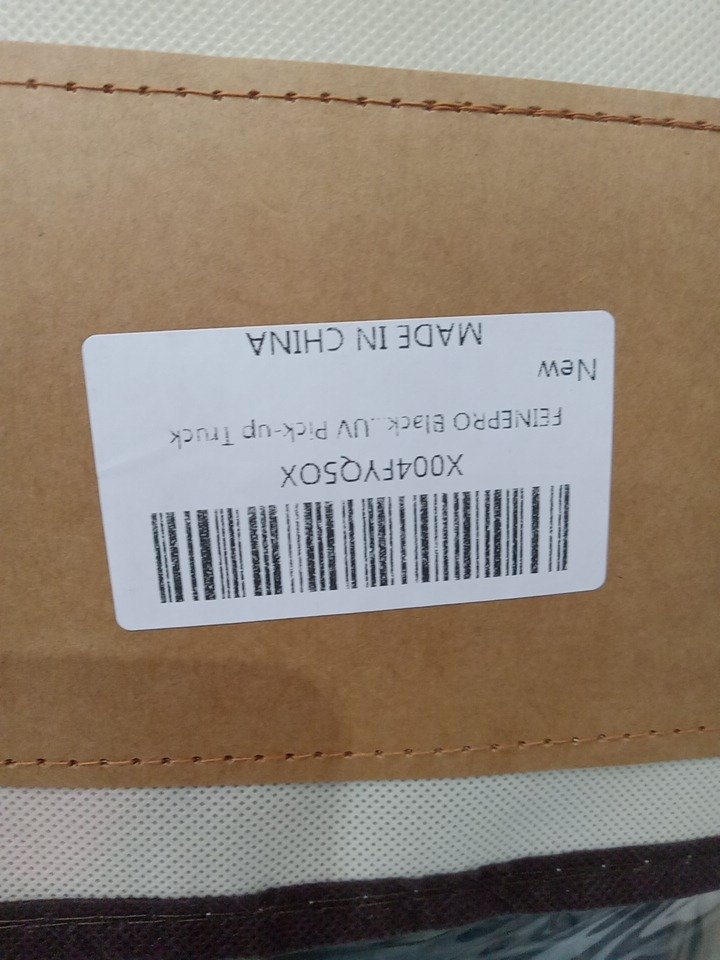 X004FYQ5OX
FEINEPRO Black...UV Pick-up Truck
New
MADE IN CHINA